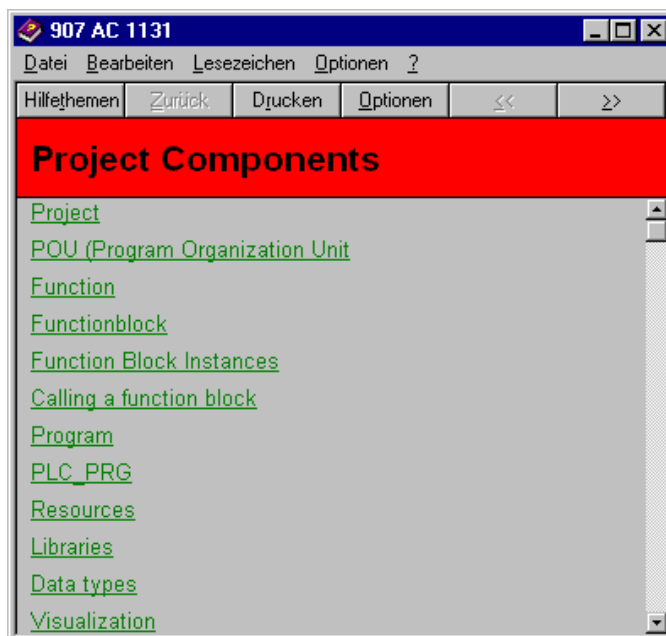 907 AC 1131
Datei Bearbeiten Lesezeichen Optionen ?
Hilfethemen Zurück Drucken Optionen << >>
Project Components
Project
POU (Program Organization Unit
Function
Functionblock
Function Block Instances
Calling a function block
Program
PLC_PRG
Resources
Libraries
Data types
Visualization